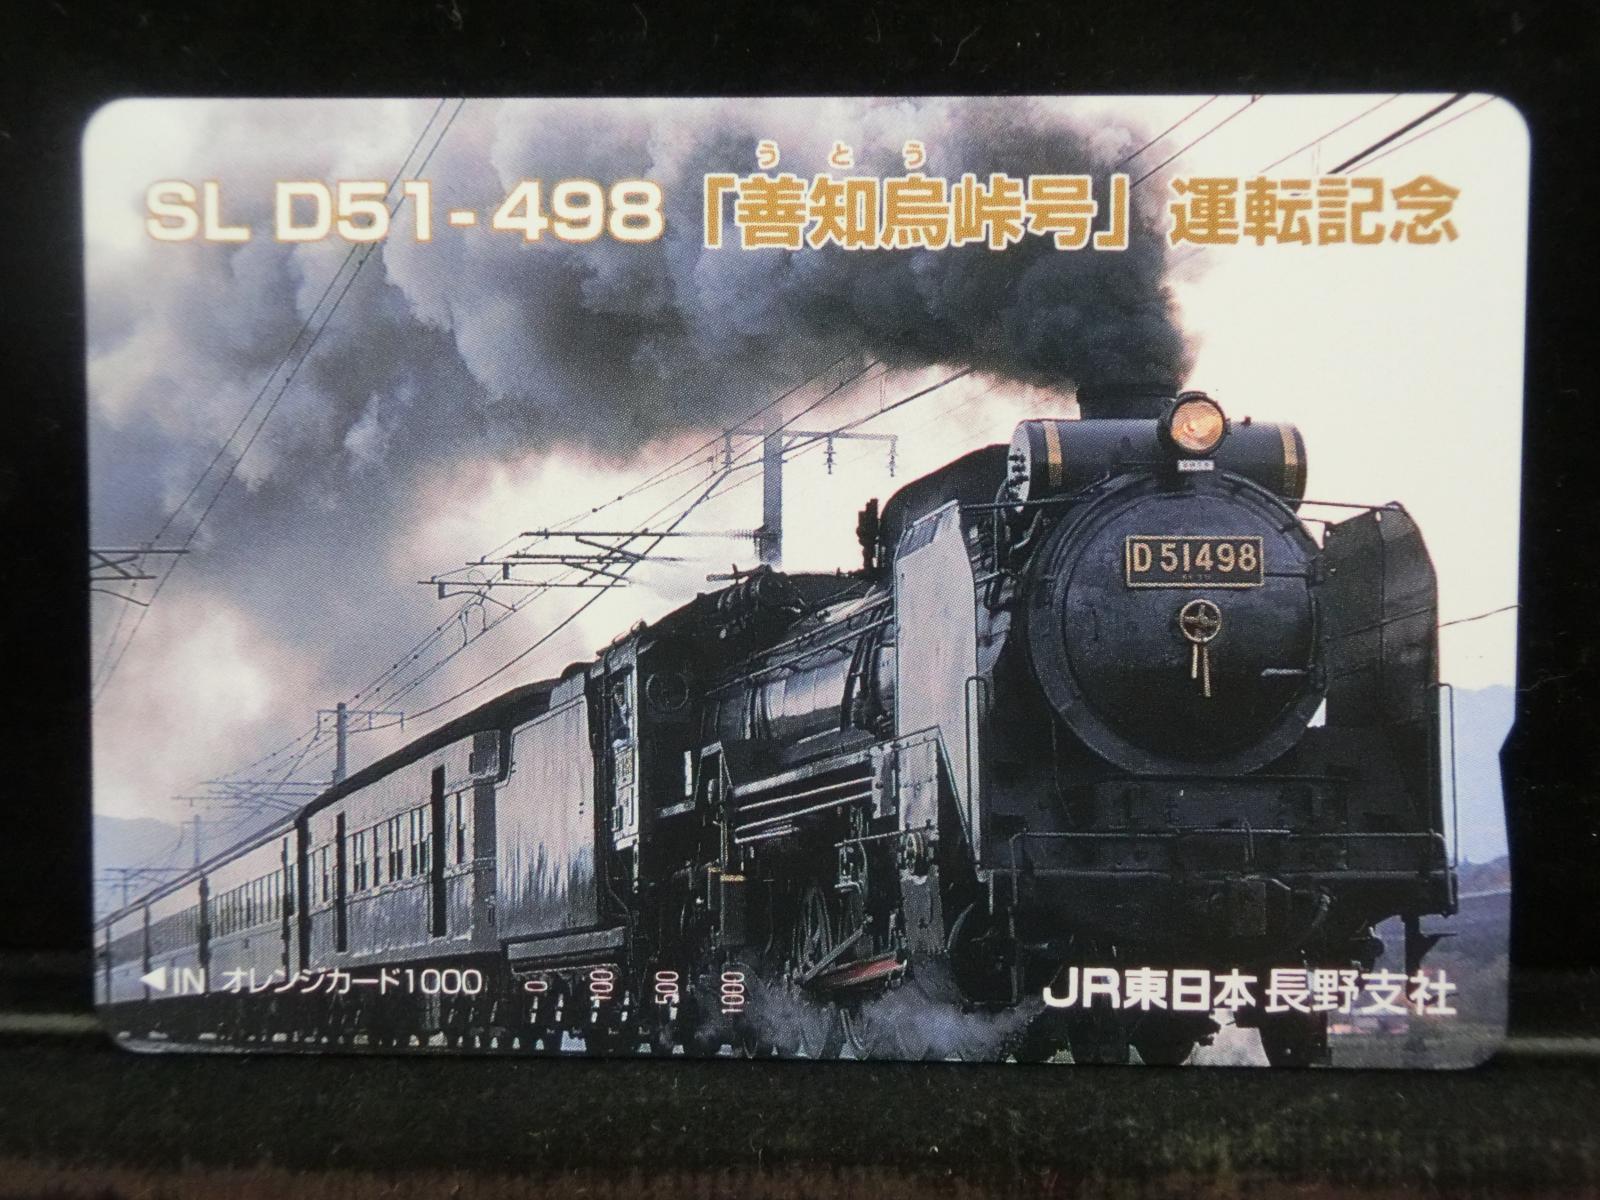 うとう
SL D51-498「善知鳥峠号」運転記念
D51498
◀IN オレンジカード1000
0 100 500 1000
JR東日本 長野支社